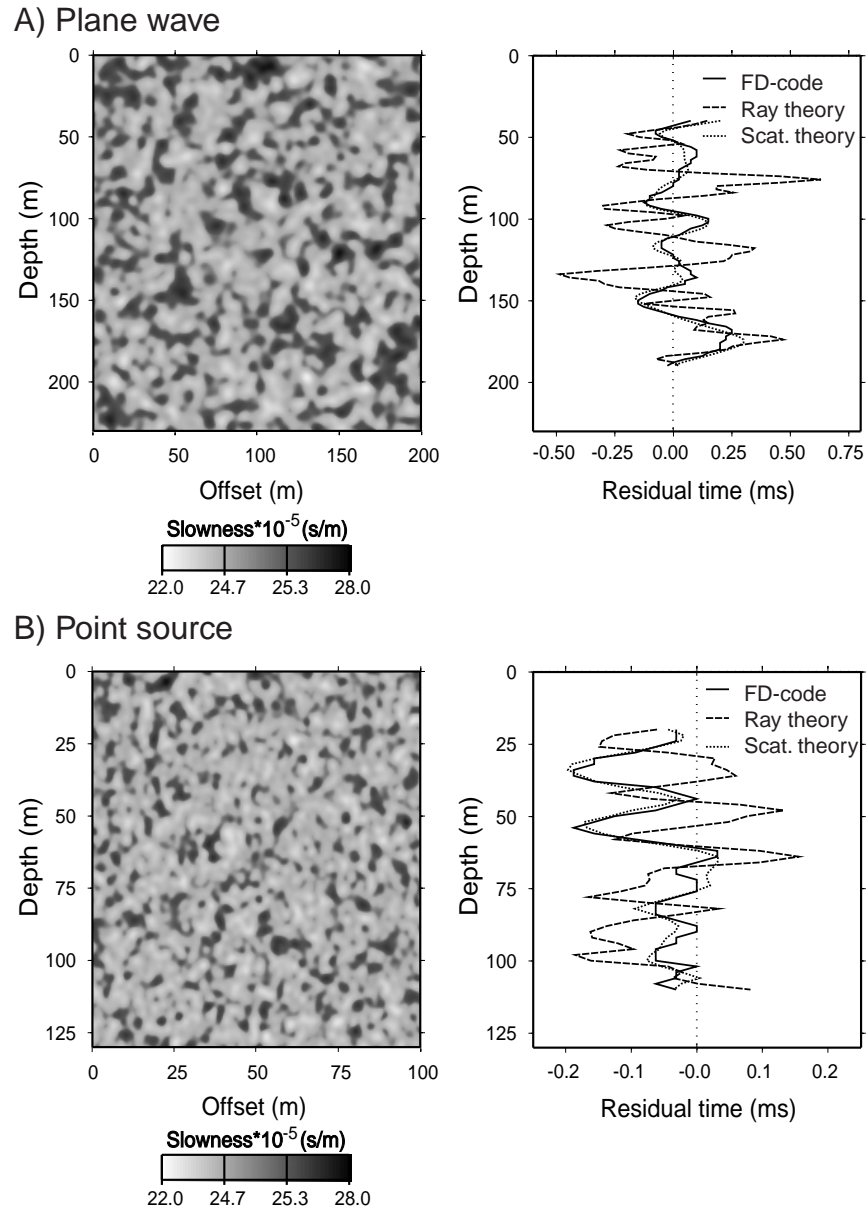 A) Plane wave
0
50
100
150
200
Depth (m)
0 50 100 150 200
Offset (m)
Slowness*10-5 (s/m)
22.0 24.7 25.3 28.0
0
50
100
150
200
Depth (m)
FD-code
Ray theory
Scat. theory
-0.50 -0.25 0.00 0.25 0.50 0.75
Residual time (ms)
B) Point source
0
25
50
75
100
125
Depth (m)
0 25 50 75 100
Offset (m)
Slowness*10-5 (s/m)
22.0 24.7 25.3 28.0
0
25
50
75
100
125
Depth (m)
FD-code
Ray theory
Scat. theory
-0.2 -0.1 -0.0 0.1 0.2
Residual time (ms)